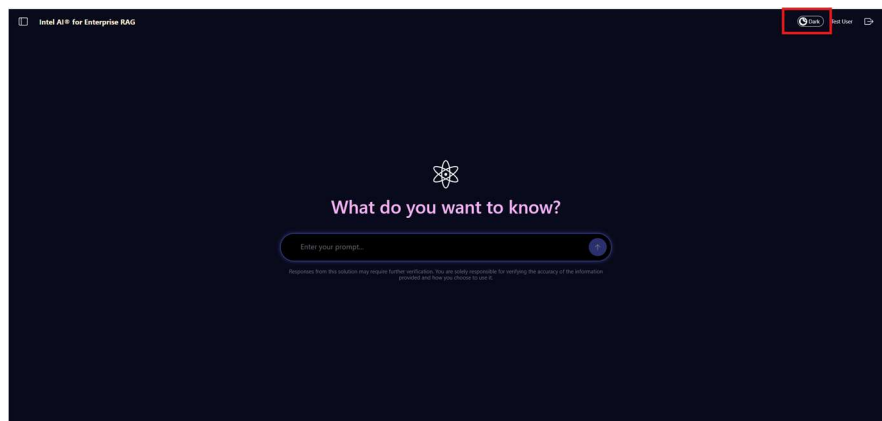 Intel AI® for Enterprise RAG
Dark
Test User
What do you want to know?
Enter your prompt...
Responses from this solution may require further verification. You are solely responsible for verifying the accuracy of the information
provided and how you choose to use it.